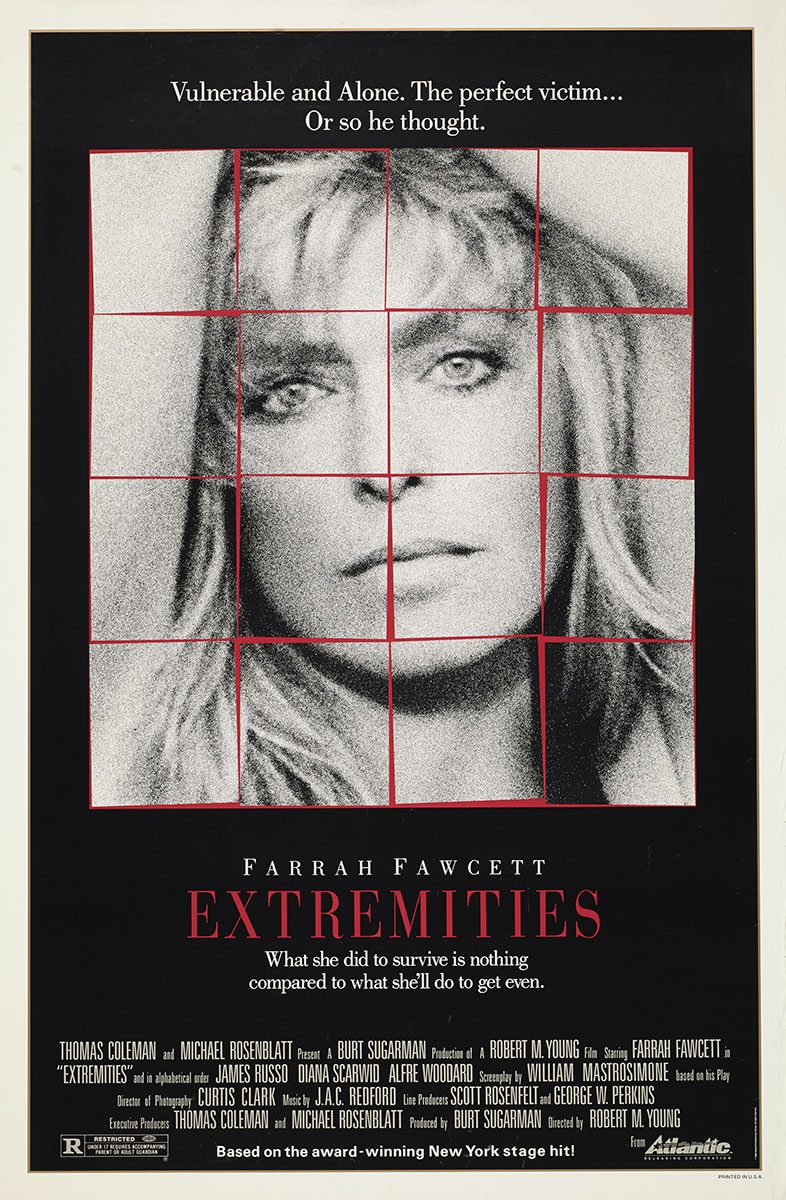 Vulnerable and Alone. The perfect victim...
Or so he thought.
FARRAH FAWCETT
EXTREMITIES
What she did to survive is nothing
compared to what she'll do to get even.
THOMAS COLEMAN and MICHAEL ROSENBLATT Present A BURT SUGARMAN Production of A ROBERT M. YOUNG Film Starring FARRAH FAWCETT in
"EXTREMITIES" and in alphabetical order JAMES RUSSO DIANA SCARWID ALFRE WOODARD Screenplay by WILLIAM MASTROSIMONE based on his Play
Director of Photography CURTIS CLARK Music by J.A.C. REDFORD Line Producers SCOTT ROSENFELT and GEORGE W. PERKINS
Executive Producers THOMAS COLEMAN and MICHAEL ROSENBLATT Produced by BURT SUGARMAN Directed by ROBERT M. YOUNG
R RESTRICTED
UNDER 17 REQUIRES ACCOMPANYING
PARENT OR ADULT GUARDIAN
Based on the award-winning New York stage hit!
From Atlantic
RELEASING CORPORATION
PRINTED IN U.S.A.